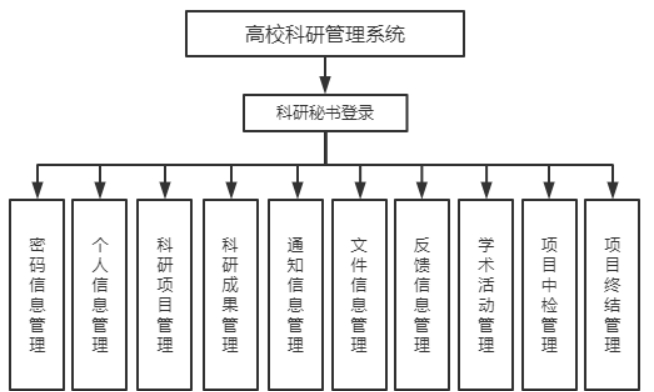 高校科研管理系统
科研秘书登录
密码信息管理
个人信息管理
科研项目管理
科研成果管理
通知信息管理
文件信息管理
反馈信息管理
学术活动管理
项目中检管理
项目终结管理